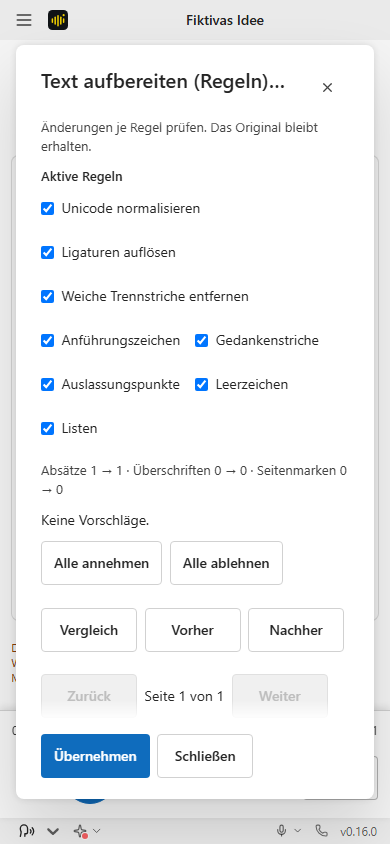 Fiktivas Idee
Text aufbereiten (Regeln)…
Änderungen je Regel prüfen. Das Original bleibt
erhalten.
Aktive Regeln
Unicode normalisieren
Ligaturen auflösen
Weiche Trennstriche entfernen
Anführungszeichen Gedankenstriche
Auslassungspunkte Leerzeichen
Listen
Absätze 1 → 1 · Überschriften 0 → 0 · Seitenmarken 0
→ 0
Keine Vorschläge.
Alle annehmen Alle ablehnen
Vergleich Vorher Nachher
Zurück Seite 1 von 1 Weiter
Übernehmen Schließen
v0.16.0